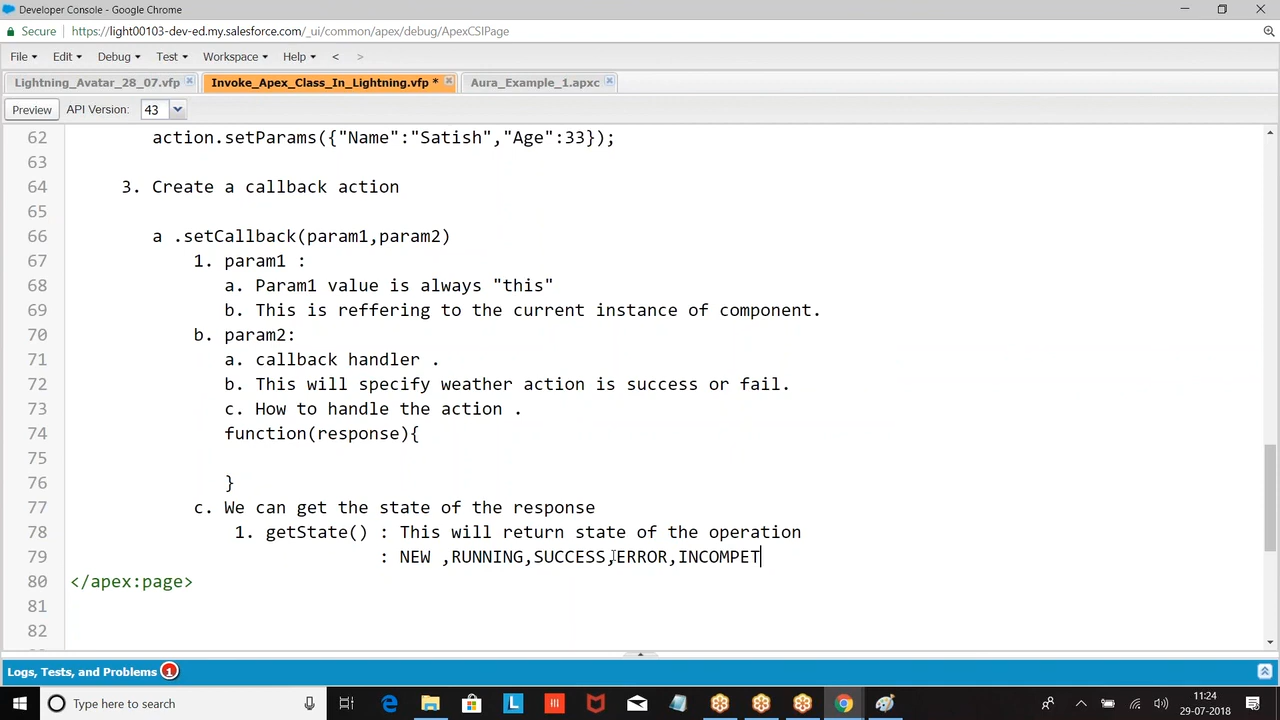 Developer Console - Google Chrome
Secure https://light00103-dev-ed.my.salesforce.com/_ui/common/apex/debug/ApexCSIPage
File Edit Debug Test Workspace Help < >
Lightning_Avatar_28_07.vfp Invoke_Apex_Class_In_Lightning.vfp * Aura_Example_1.apxc
Preview API Version: 43
62 action.setParams({"Name":"Satish","Age":33});
63
64 3. Create a callback action
65
66 a .setCallback(param1,param2)
67 1. param1 :
68 a. Param1 value is always "this"
69 b. This is reffering to the current instance of component.
70 b. param2:
71 a. callback handler .
72 b. This will specify weather action is success or fail.
73 c. How to handle the action .
74 function(response){
75
76 }
77 c. We can get the state of the response
78 1. getState() : This will return state of the operation
79 : NEW ,RUNNING,SUCCESS,ERROR,INCOMPET
80 </apex:page>
81
82
Logs, Tests, and Problems 1
Type here to search
11:24
29-07-2018